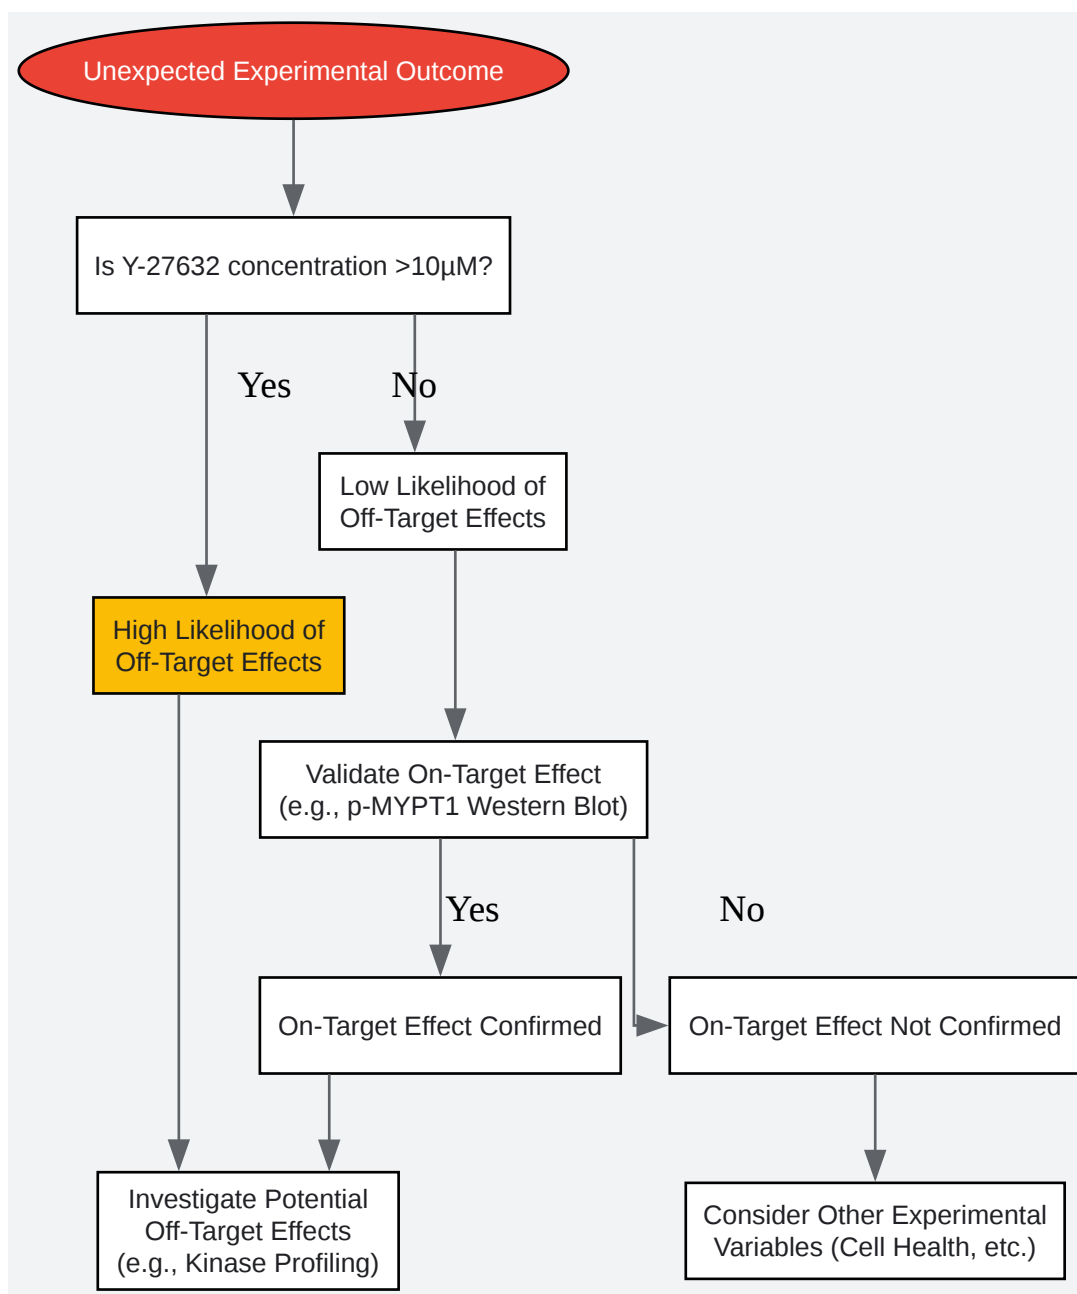 Unexpected Experimental Outcome
Is Y-27632 concentration >10µM?
Yes
No
Low Likelihood of
Off-Target Effects
High Likelihood of
Off-Target Effects
Validate On-Target Effect
(e.g., p-MYPT1 Western Blot)
Yes
No
On-Target Effect Confirmed
On-Target Effect Not Confirmed
Investigate Potential
Off-Target Effects
(e.g., Kinase Profiling)
Consider Other Experimental
Variables (Cell Health, etc.)